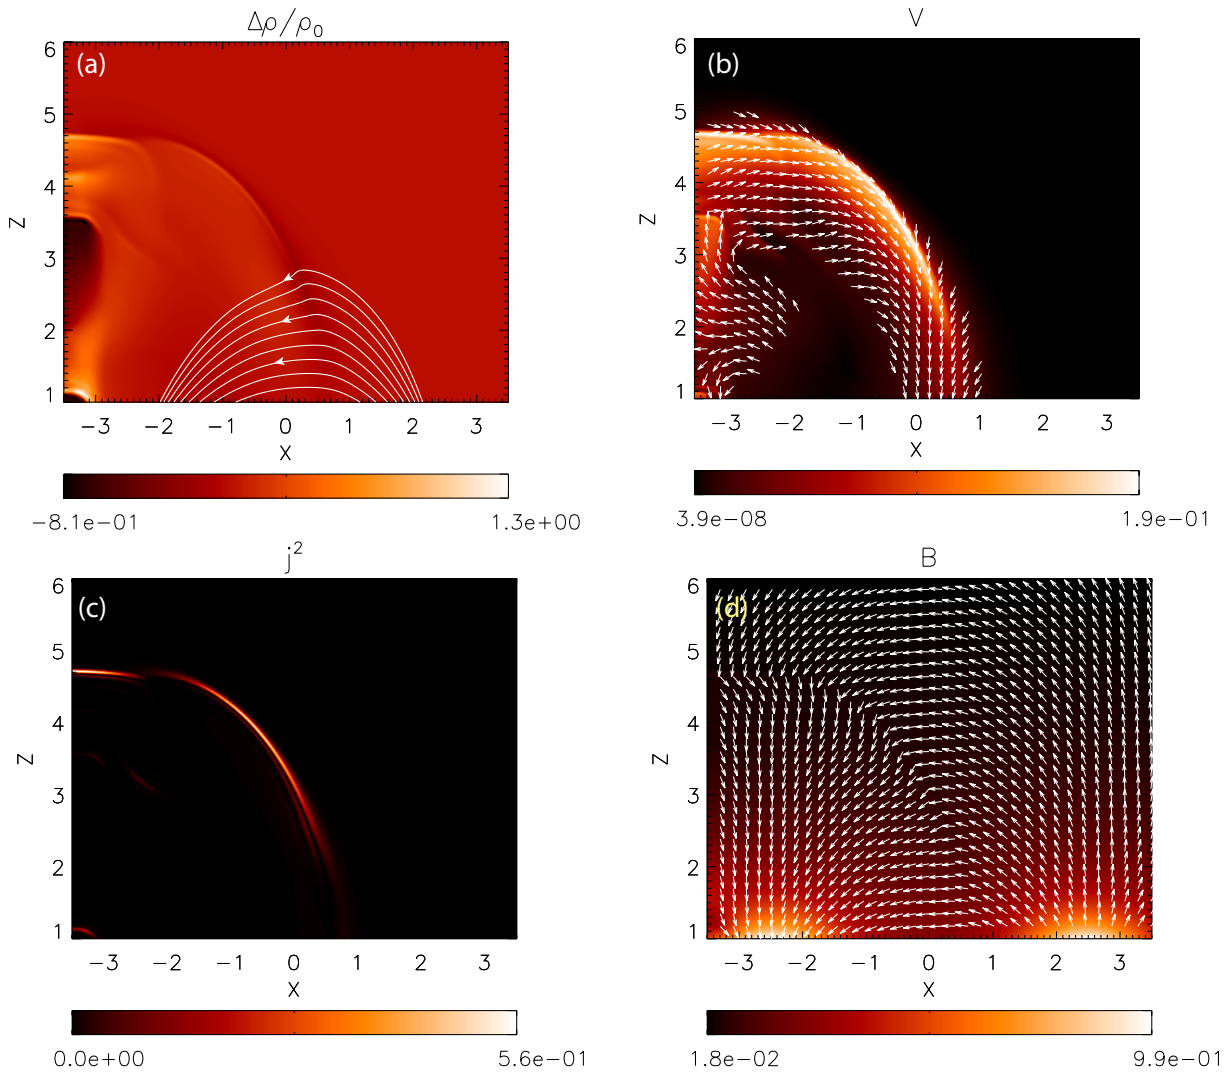 Δρ/ρ₀
(a)
6
5
4
3
2
1
Z
−3 −2 −1 0 1 2 3
X
−8.1e−01 1.3e+00
V
(b)
6
5
4
3
2
1
Z
−3 −2 −1 0 1 2 3
X
3.9e−08 1.9e−01
j²
(c)
6
5
4
3
2
1
Z
−3 −2 −1 0 1 2 3
X
0.0e+00 5.6e−01
B
(d)
6
5
4
3
2
1
Z
−3 −2 −1 0 1 2 3
X
1.8e−02 9.9e−01